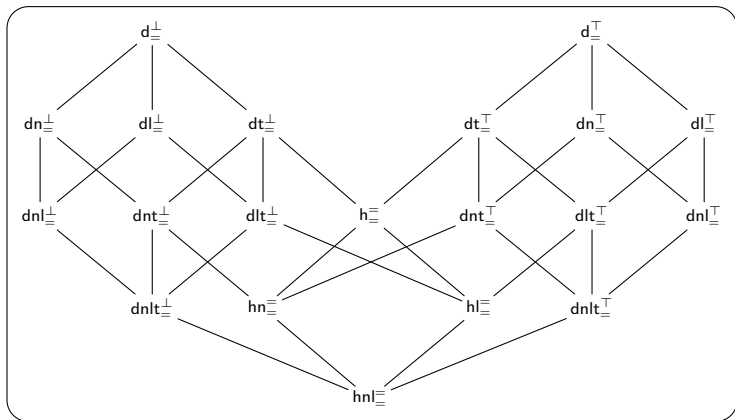 d⊥= d⊤=
dn⊥= dl⊥= dt⊥= dt⊤= dn⊤= dl⊤=
dnl⊥= dnt⊥= dlt⊥= h== dnt⊤= dlt⊤= dnl⊤=
dnlt⊥= hn== hl== dnlt⊤=
hnl==